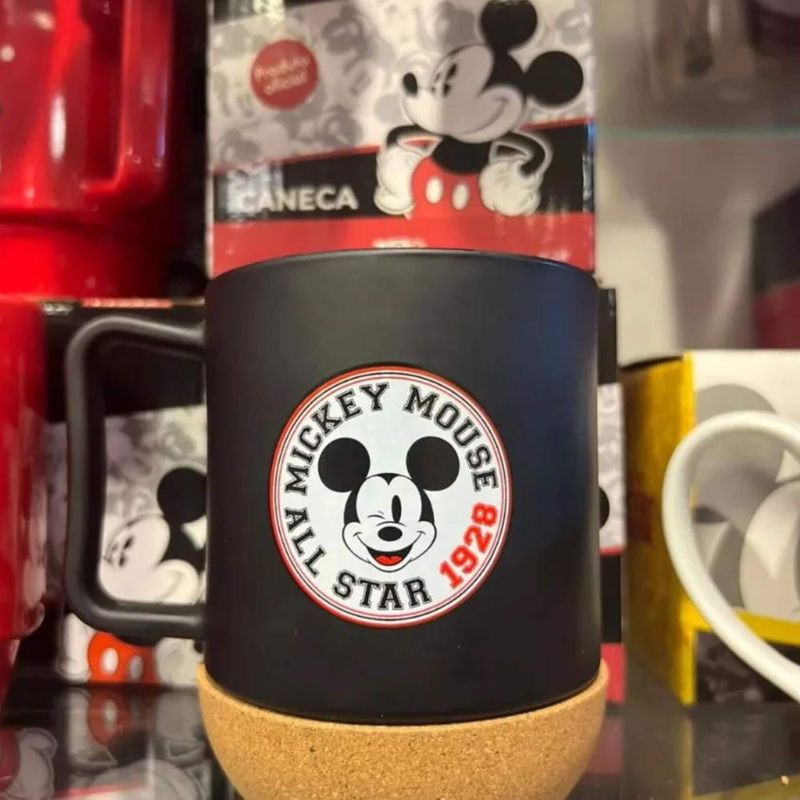 Produto
oficial
CANECA
MICKEY MOUSE
ALL STAR 1928